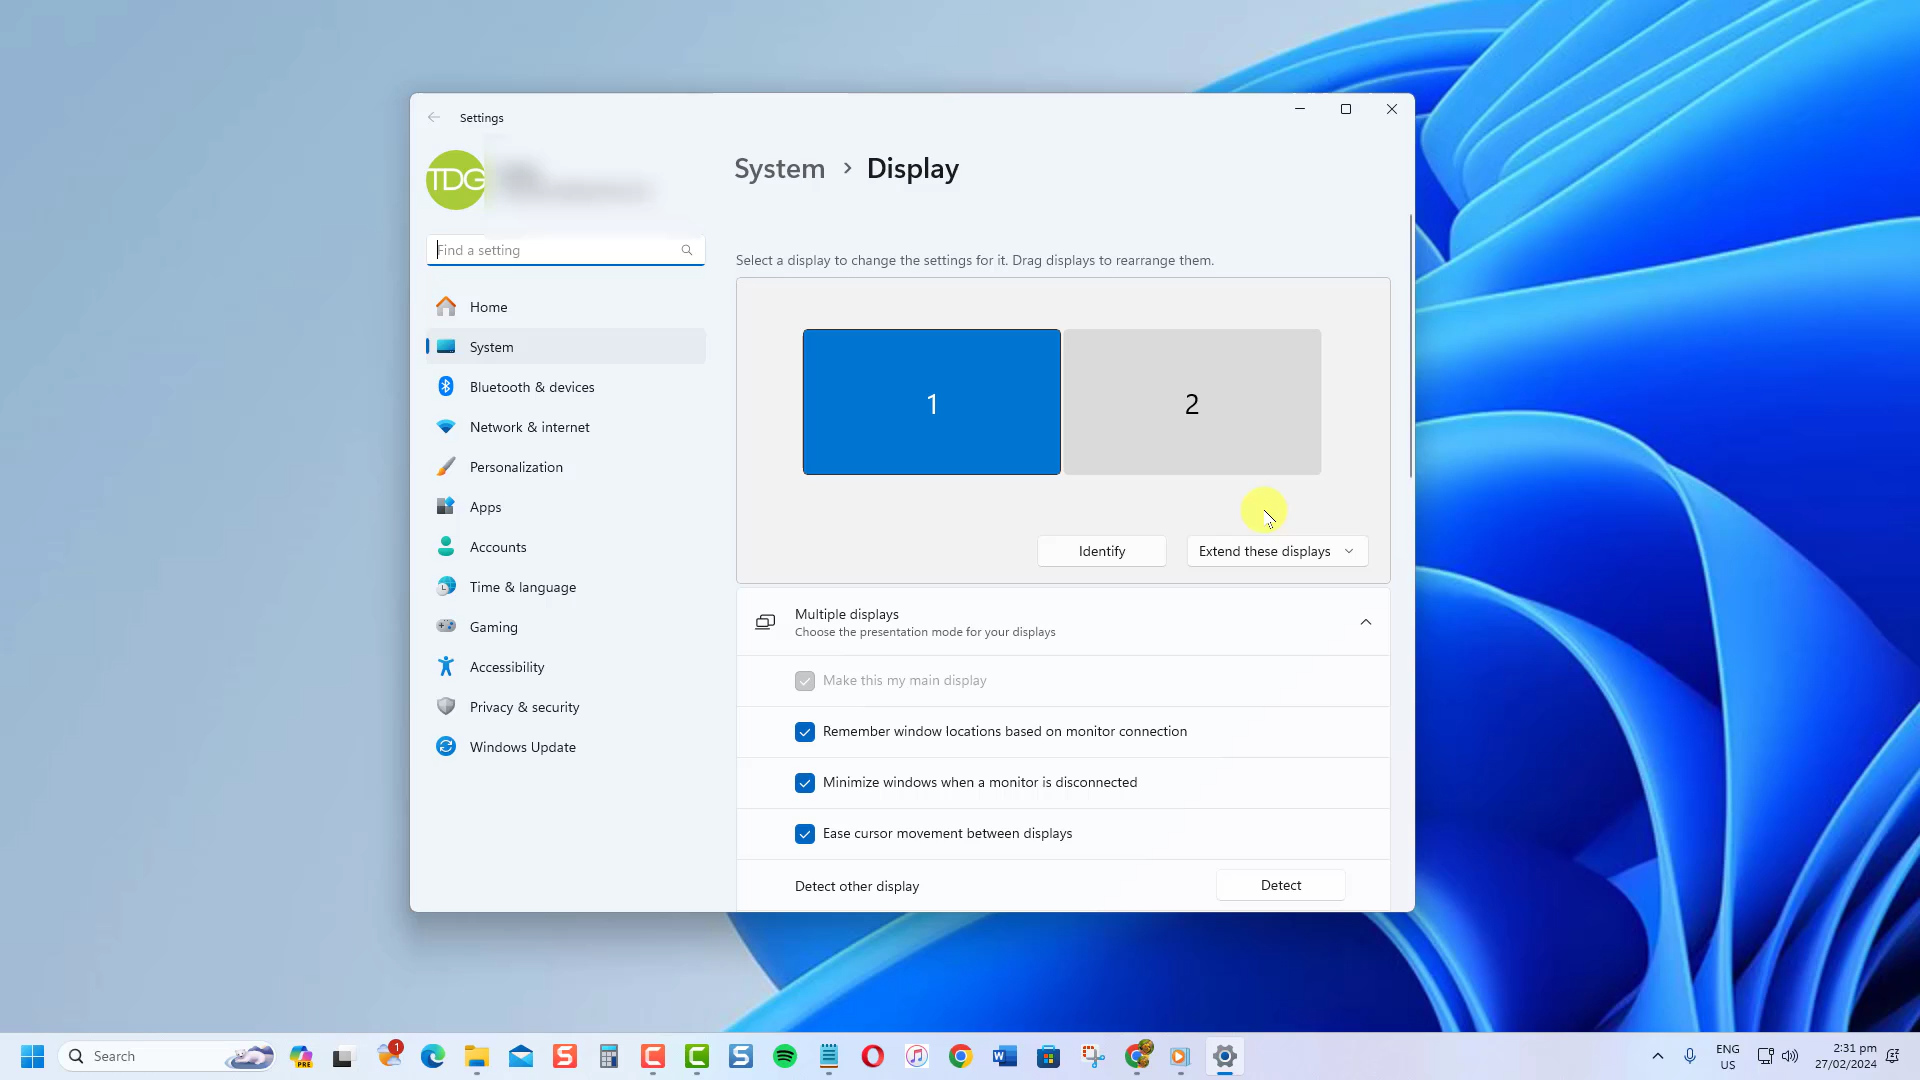 Settings
TDG
System > Display
Find a setting
Select a display to change the settings for it. Drag displays to rearrange them.
Home
System
Bluetooth & devices
Network & internet
Personalization
Apps
Accounts
Time & language
Gaming
Accessibility
Privacy & security
Windows Update
1
2
Identify
Extend these displays
Multiple displays
Choose the presentation mode for your displays
Make this my main display
Remember window locations based on monitor connection
Minimize windows when a monitor is disconnected
Ease cursor movement between displays
Detect other display
Detect
Search
PRE
1
ENG
US
2:31 pm
27/02/2024